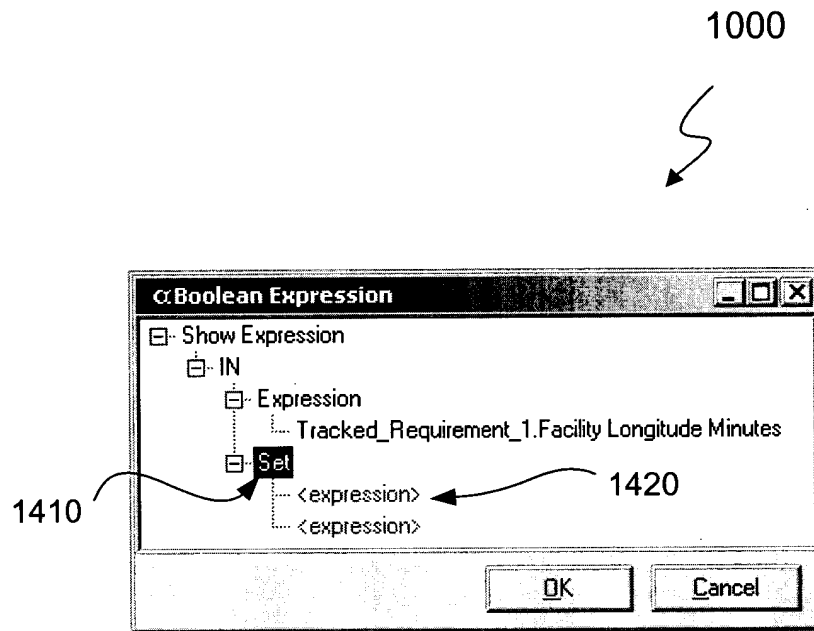 1000
αBoolean Expression
Show Expression
IN
Expression
Tracked_Requirement_1.Facility Longitude Minutes
Set
<expression>
<expression>
1410
1420
OK
Cancel